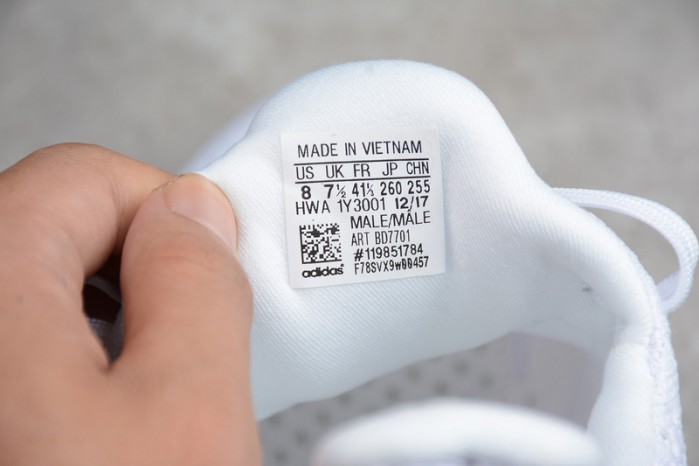 MADE IN VIETNAM
US UK FR JP CHN
8 7½ 41⅓ 260 255
HWA 1Y3001 12/17
MALE/MÂLE
ART BD7701
#119851784
F78SVX9w00457
adidas®